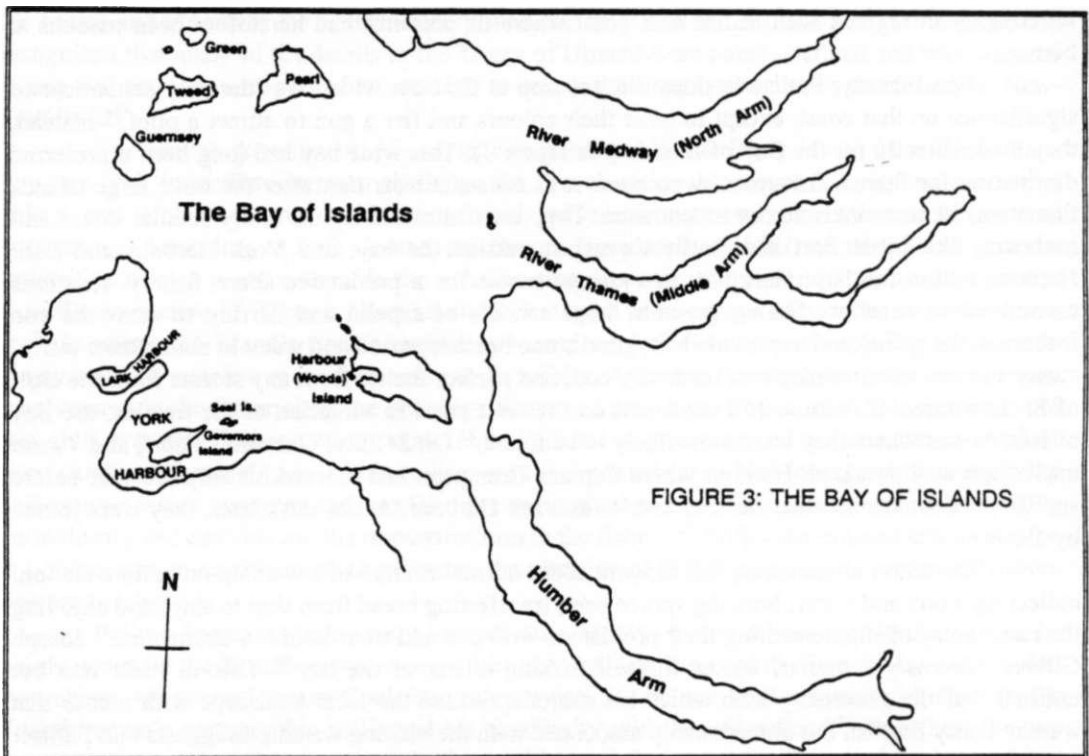 Green
Pearl
Tweed
Guernsey
River
Medway (North Arm)
The Bay of Islands
River
Thames (Middle Arm)
LARK HARBOUR
Harbour
(Woods)
Island
Seal Is.
YORK
Governors
Island
HARBOUR
FIGURE 3: THE BAY OF ISLANDS
N
Humber
Arm